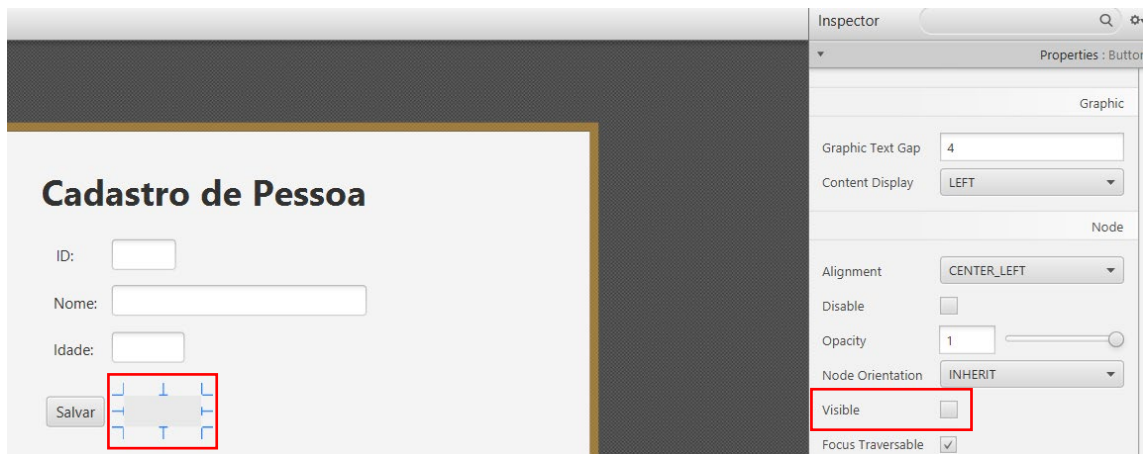 Inspector
Properties : Button
Graphic
Graphic Text Gap 4
Content Display LEFT
Node
Cadastro de Pessoa
ID:
Nome:
Idade:
Salvar
Alignment CENTER_LEFT
Disable
Opacity 1
Node Orientation INHERIT
Visible
Focus Traversable